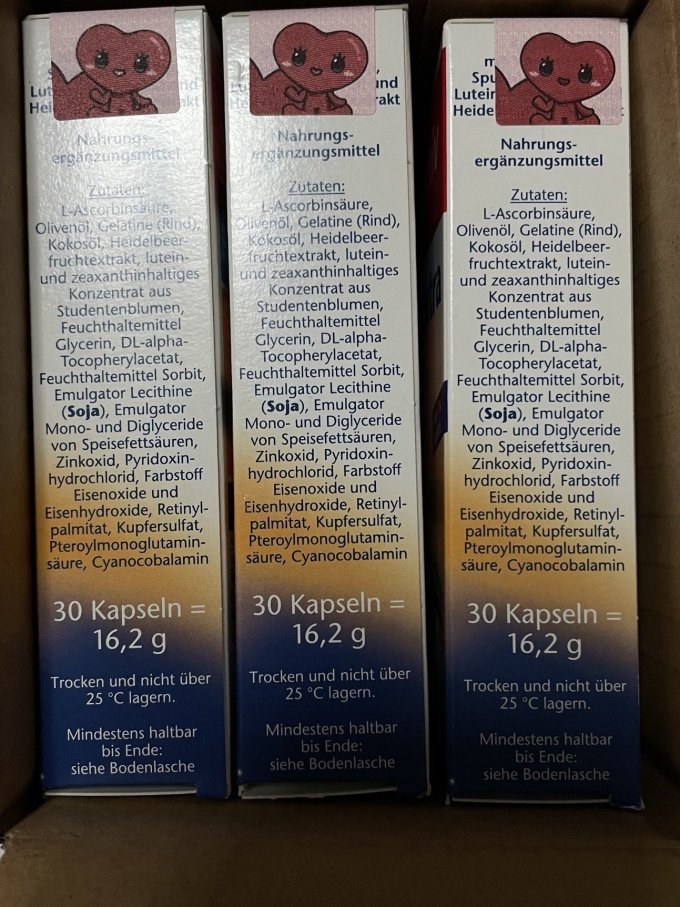 Lut
nd
Hei
akt
Nahrungs-
ergänzungsmittel
Zutaten:
L-Ascorbinsäure,
Olivenöl, Gelatine (Rind),
Kokosöl, Heidelbeer-
fruchtextrakt, lutein-
und zeaxanthinhaltiges
Konzentrat aus
Studentenblumen,
Feuchthaltemittel
Glycerin, DL-alpha-
Tocopherylacetat,
Feuchthaltemittel Sorbit,
Emulgator Lecithine
(Soja), Emulgator
Mono- und Diglyceride
von Speisefettsäuren,
Zinkoxid, Pyridoxin-
hydrochlorid, Farbstoff
Eisenoxide und
Eisenhydroxide, Retinyl-
palmitat, Kupfersulfat,
Pteroylmonoglutamin-
säure, Cyanocobalamin
30 Kapseln =
16,2 g
Trocken und nicht über
25 °C lagern.
Mindestens haltbar
bis Ende:
siehe Bodenlasche
und
rakt
Nahrungs-
ergänzungsmittel
Zutaten:
L-Ascorbinsäure,
Olivenöl, Gelatine (Rind),
Kokosöl, Heidelbeer-
fruchtextrakt, lutein-
und zeaxanthinhaltiges
Konzentrat aus
Studentenblumen,
Feuchthaltemittel
Glycerin, DL-alpha-
Tocopherylacetat,
Feuchthaltemittel Sorbit,
Emulgator Lecithine
(Soja), Emulgator
Mono- und Diglyceride
von Speisefettsäuren,
Zinkoxid, Pyridoxin-
hydrochlorid, Farbstoff
Eisenoxide und
Eisenhydroxide, Retinyl-
palmitat, Kupfersulfat,
Pteroylmonoglutamin-
säure, Cyanocobalamin
30 Kapseln =
16,2 g
Trocken und nicht über
25 °C lagern.
Mindestens haltbar
bis Ende:
siehe Bodenlasche
m
Spu
Lutein
Heide
Nahrungs-
ergänzungsmittel
Zutaten:
L-Ascorbinsäure,
Olivenöl, Gelatine (Rind),
Kokosöl, Heidelbeer-
fruchtextrakt, lutein-
und zeaxanthinhaltiges
Konzentrat aus
Studentenblumen,
Feuchthaltemittel
Glycerin, DL-alpha-
Tocopherylacetat,
Feuchthaltemittel Sorbit,
Emulgator Lecithine
(Soja), Emulgator
Mono- und Diglyceride
von Speisefettsäuren,
Zinkoxid, Pyridoxin-
hydrochlorid, Farbstoff
Eisenoxide und
Eisenhydroxide, Retinyl-
palmitat, Kupfersulfat,
Pteroylmonoglutamin-
säure, Cyanocobalamin
30 Kapseln =
16,2 g
Trocken und nicht über
25 °C lagern.
Mindestens haltbar
bis Ende:
siehe Bodenlasche